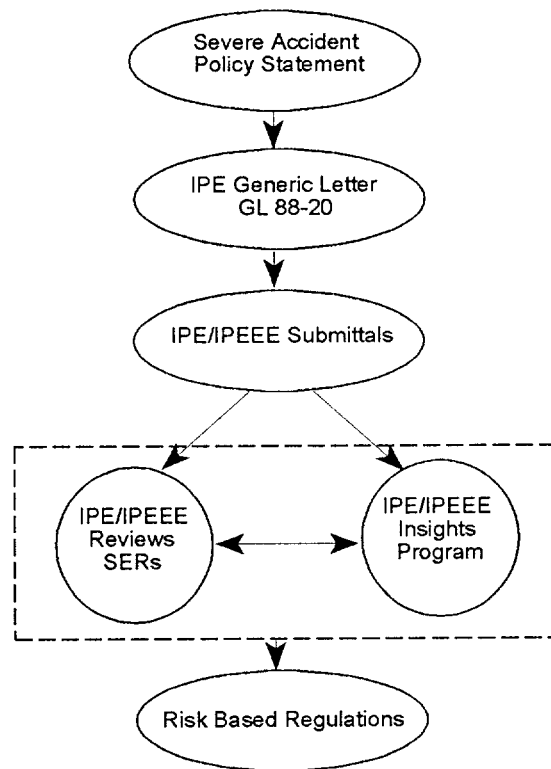 Severe Accident
Policy Statement
IPE Generic Letter
GL 88-20
IPE/IPEEE Submittals
IPE/IPEEE
Reviews
SERs
IPE/IPEEE
Insights
Program
Risk Based Regulations